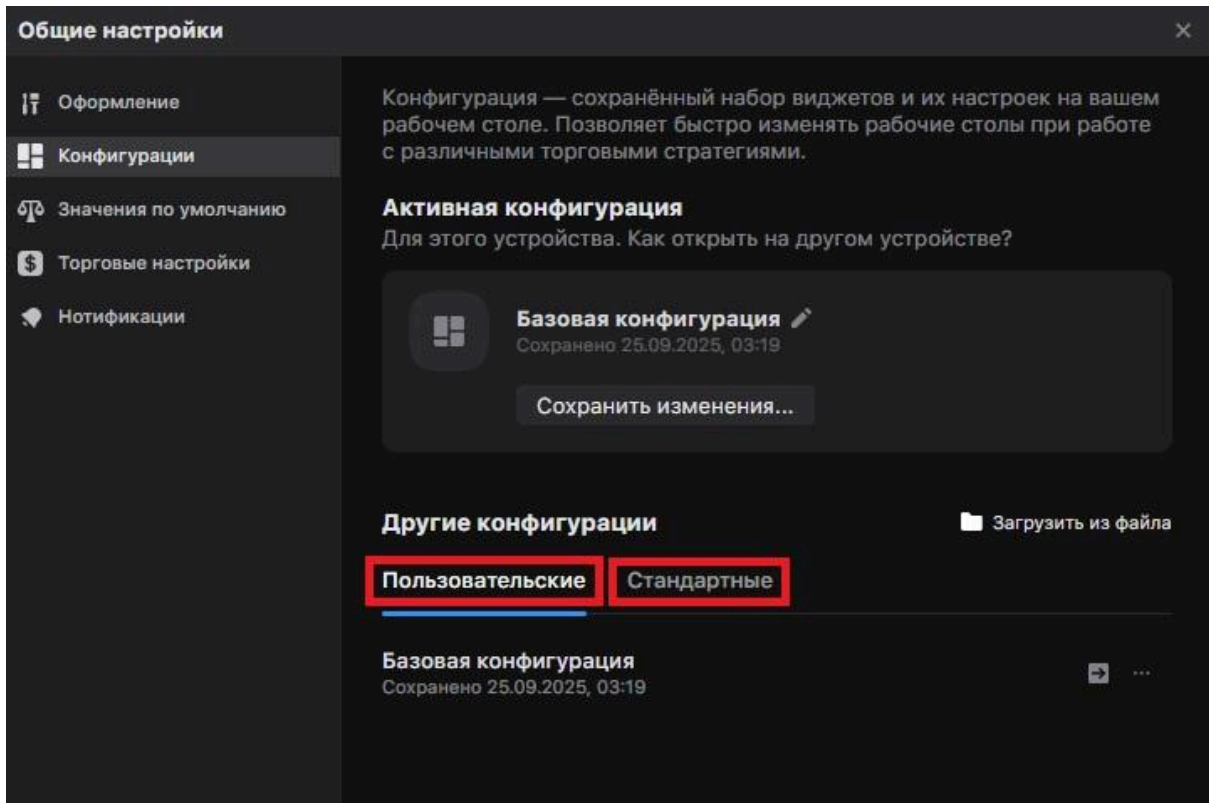 Общие настройки
Оформление
Конфигурации
Значения по умолчанию
Торговые настройки
Нотификации
Конфигурация — сохранённый набор виджетов и их настроек на вашем
рабочем столе. Позволяет быстро изменять рабочие столы при работе
с различными торговыми стратегиями.
Активная конфигурация
Для этого устройства. Как открыть на другом устройстве?
Базовая конфигурация
Сохранено 25.09.2025, 03:19
Сохранить изменения...
Другие конфигурации
Загрузить из файла
Пользовательские
Стандартные
Базовая конфигурация
Сохранено 25.09.2025, 03:19